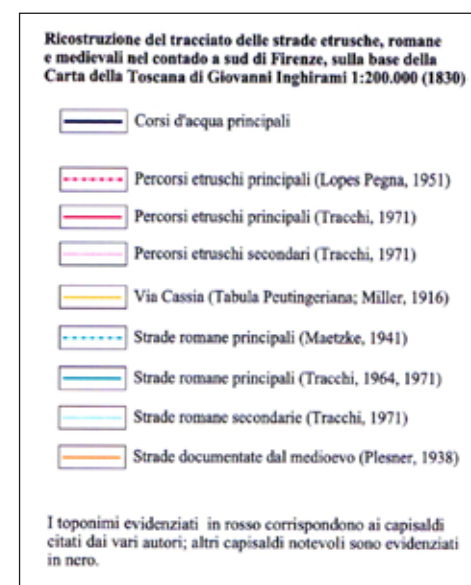 Ricostruzione del tracciato delle strade etrusche, romane
e medievali nel contado a sud di Firenze, sulla base della
Carta della Toscana di Giovanni Inghirami 1:200.000 (1830)
Corsi d'acqua principali
Percorsi etruschi principali (Lopes Pegna, 1951)
Percorsi etruschi principali (Tracchi, 1971)
Percorsi etruschi secondari (Tracchi, 1971)
Via Cassia (Tabula Peutingeriana; Miller, 1916)
Strade romane principali (Maetzke, 1941)
Strade romane principali (Tracchi, 1964, 1971)
Strade romane secondarie (Tracchi, 1971)
Strade documentate dal medioevo (Plesner, 1938)
I toponimi evidenziati in rosso corrispondono ai capisaldi
citati dai vari autori; altri capisaldi notevoli sono evidenziati
in nero.